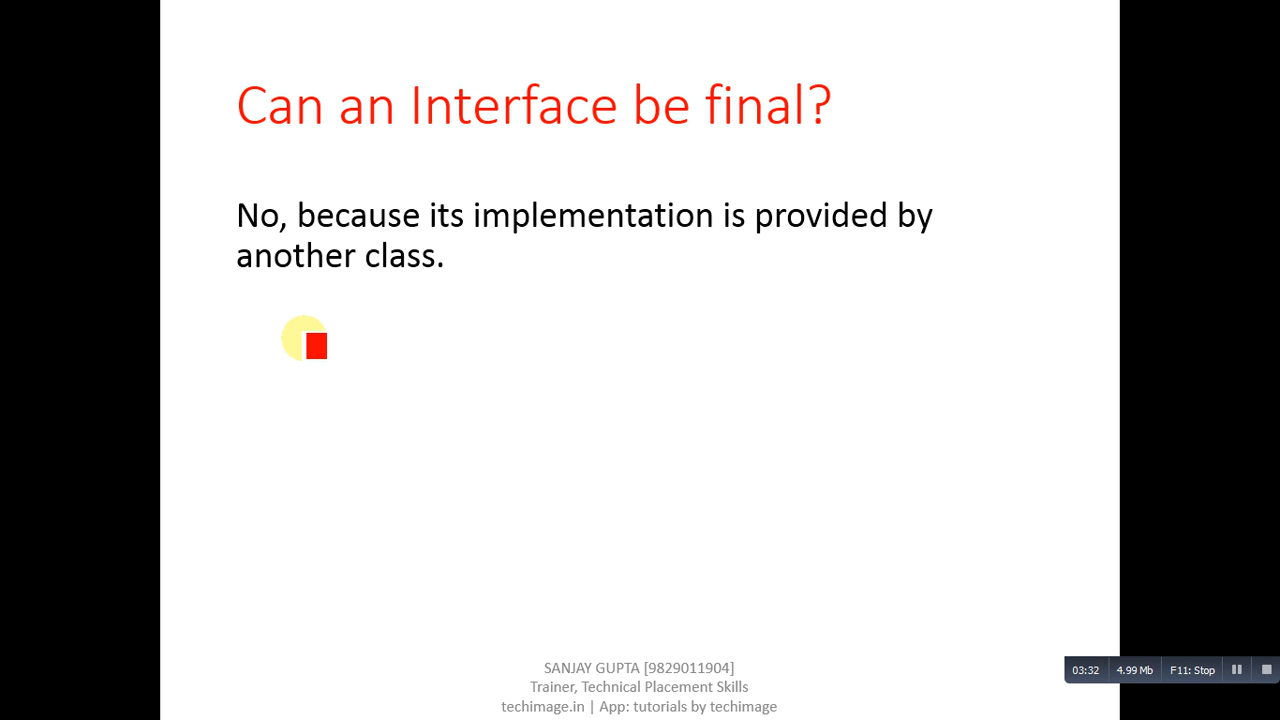 Can an Interface be final?
No, because its implementation is provided by
another class.
SANJAY GUPTA [9829011904]
Trainer, Technical Placement Skills
techimage.in | App: tutorials by techimage
03:32 4.99 Mb F11: Stop